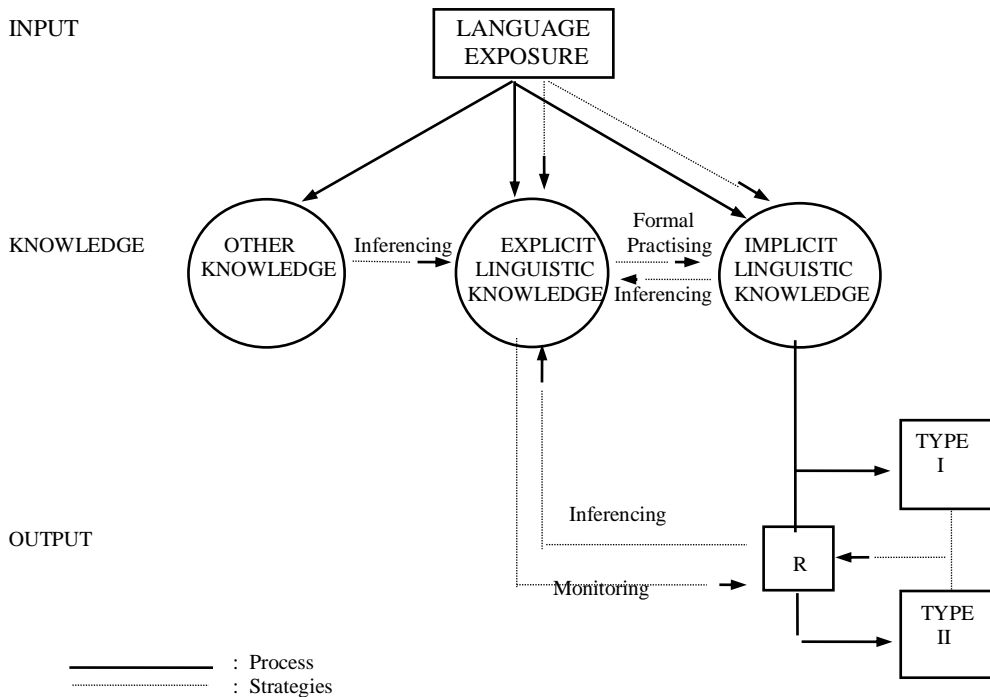 INPUT
LANGUAGE
EXPOSURE
KNOWLEDGE
OTHER
KNOWLEDGE
Inferencing
EXPLICIT
LINGUISTIC
KNOWLEDGE
Formal
Practising
Inferencing
IMPLICIT
LINGUISTIC
KNOWLEDGE
TYPE
I
Inferencing
OUTPUT
R
Monitoring
TYPE
II
: Process
: Strategies